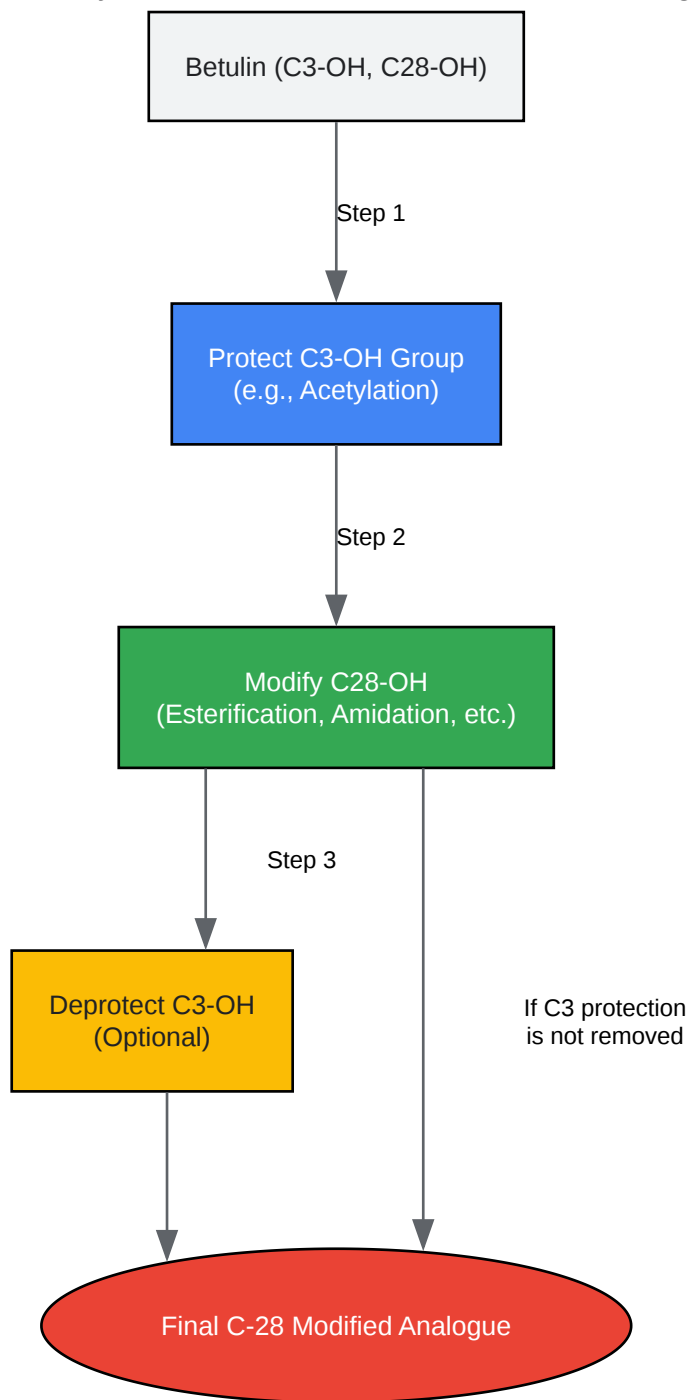 Betulin (C3-OH, C28-OH)
Step 1
Protect C3-OH Group
(e.g., Acetylation)
Step 2
Modify C28-OH
(Esterification, Amidation, etc.)
Step 3
Deprotect C3-OH
(Optional)
If C3 protection
is not removed
Final C-28 Modified Analogue